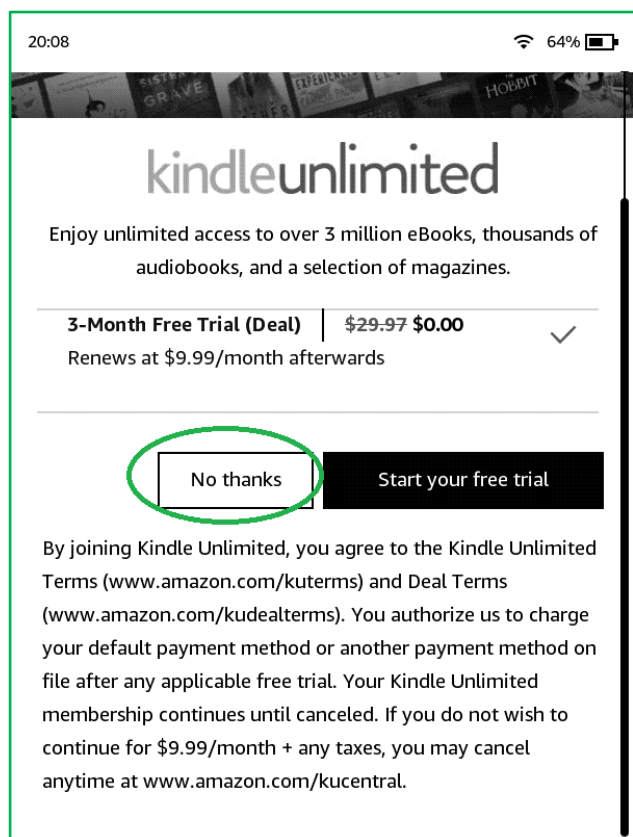 20:08 64%
SISTER
GRAVE
EXPERIENCE
HOBBIT
kindleunlimited
Enjoy unlimited access to over 3 million eBooks, thousands of
audiobooks, and a selection of magazines.
3-Month Free Trial (Deal) $29.97 $0.00
Renews at $9.99/month afterwards
No thanks Start your free trial
By joining Kindle Unlimited, you agree to the Kindle Unlimited
Terms (www.amazon.com/kuterms) and Deal Terms
(www.amazon.com/kudealterms). You authorize us to charge
your default payment method or another payment method on
file after any applicable free trial. Your Kindle Unlimited
membership continues until canceled. If you do not wish to
continue for $9.99/month + any taxes, you may cancel
anytime at www.amazon.com/kucentral.